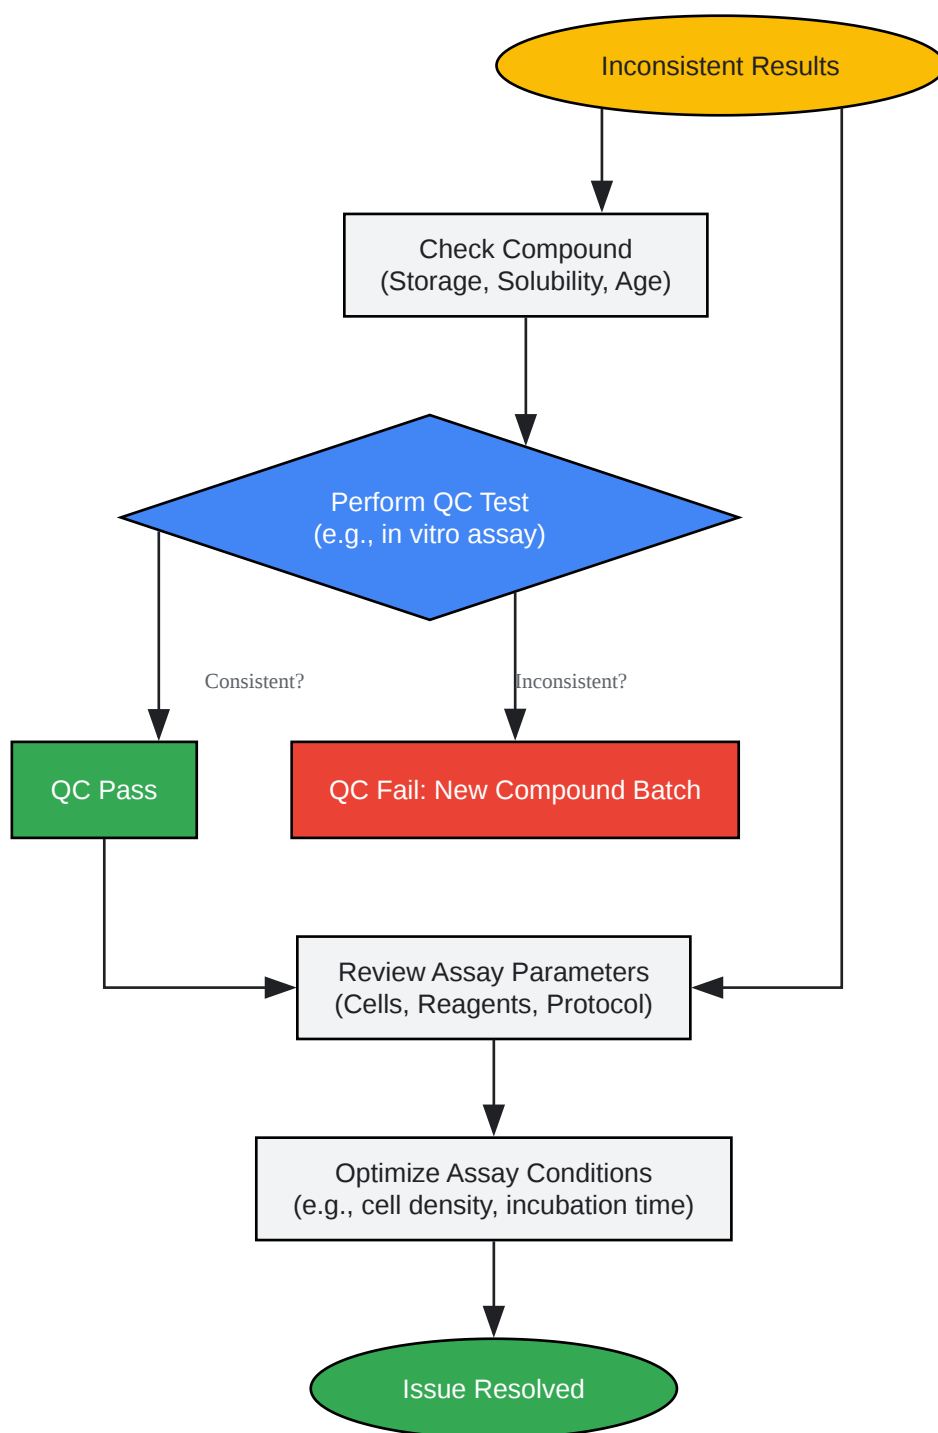 Inconsistent Results
Check Compound
(Storage, Solubility, Age)
Perform QC Test
(e.g., in vitro assay)
Consistent?
Inconsistent?
QC Pass
QC Fail: New Compound Batch
Review Assay Parameters
(Cells, Reagents, Protocol)
Optimize Assay Conditions
(e.g., cell density, incubation time)
Issue Resolved